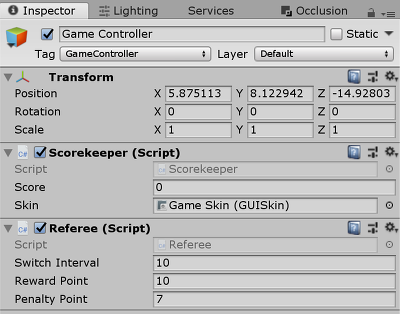 Inspector Lighting Services Occlusion
Game Controller Static
Tag GameController Layer Default
Transform
Position X 5.875113 Y 8.122942 Z -14.92803
Rotation X 0 Y 0 Z 0
Scale X 1 Y 1 Z 1
C# Scorekeeper (Script)
Script Scorekeeper
Score 0
Skin Game Skin (GUISkin)
C# Referee (Script)
Script Referee
Switch Interval 10
Reward Point 10
Penalty Point 7